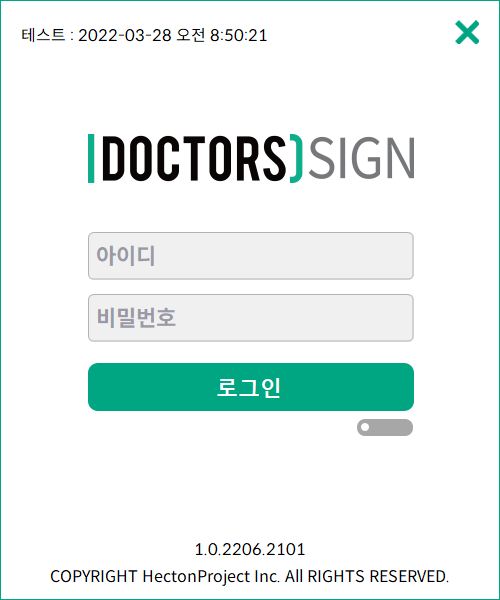 테스트 : 2022-03-28 오전 8:50:21
DOCTORS SIGN
아이디
비밀번호
로그인
1.0.2206.2101
COPYRIGHT HectonProject Inc. All RIGHTS RESERVED.